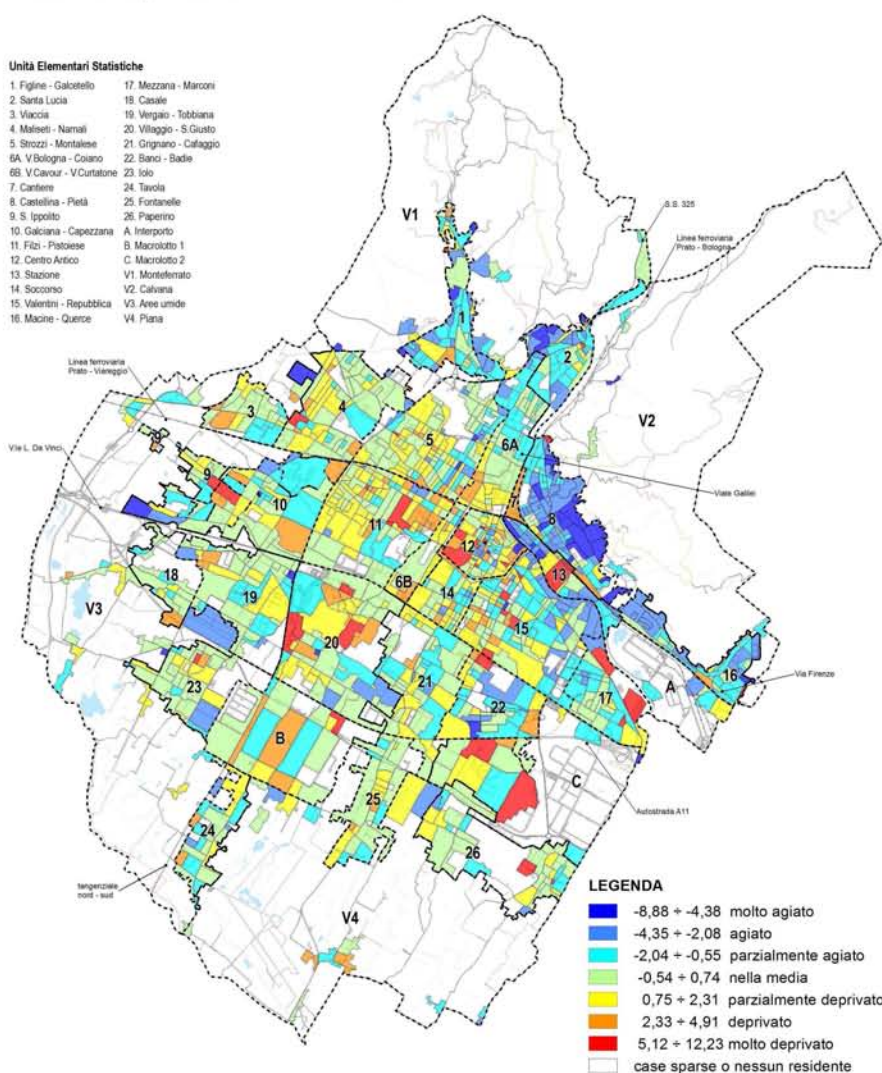 Unità Elementari Statistiche
1. Figline - Galcetello
2. Santa Lucia
3. Viaccia
4. Maliseti - Narnali
5. Strozzi - Montalese
6A. V.Bologna - Coiano
6B. V.Cavour - V.Curtatone
7. Cantiere
8. Castellina - Pietà
9. S. Ippolito
10. Galciana - Capezzana
11. Filzi - Pistoiese
12. Centro Antico
13. Stazione
14. Soccorso
15. Valentini - Repubblica
16. Macine - Querce
17. Mezzana - Marconi
18. Casale
19. Vergaio - Tobbiana
20. Villaggio - S.Giusto
21. Grignano - Cafaggio
22. Banci - Badie
23. Iolo
24. Tavola
25. Fontanelle
26. Paperino
A. Interporto
B. Macrolotto 1
C. Macrolotto 2
V1. Monteferrato
V2. Calvana
V3. Aree umide
V4. Piana
S.S. 325
V1
Linea ferroviaria
Prato - Bologna
1
2
Linea ferroviaria
Prato - Viareggio
3
4
V2
5
6A
9
V.le L. Da Vinci
9
Viale Galilei
10
8
11
12
7
13
18
6B
14
V3
19
15
20
A
16
Via Firenze
23
21
17
22
B
C
25
Autostrada A11
24
26
tangenziale
nord - sud
V4
LEGENDA
-8,88 ÷ -4,38 molto agiato
-4,35 ÷ -2,08 agiato
-2,04 ÷ -0,55 parzialmente agiato
-0,54 ÷ 0,74 nella media
0,75 ÷ 2,31 parzialmente deprivato
2,33 ÷ 4,91 deprivato
5,12 ÷ 12,23 molto deprivato
case sparse o nessun residente